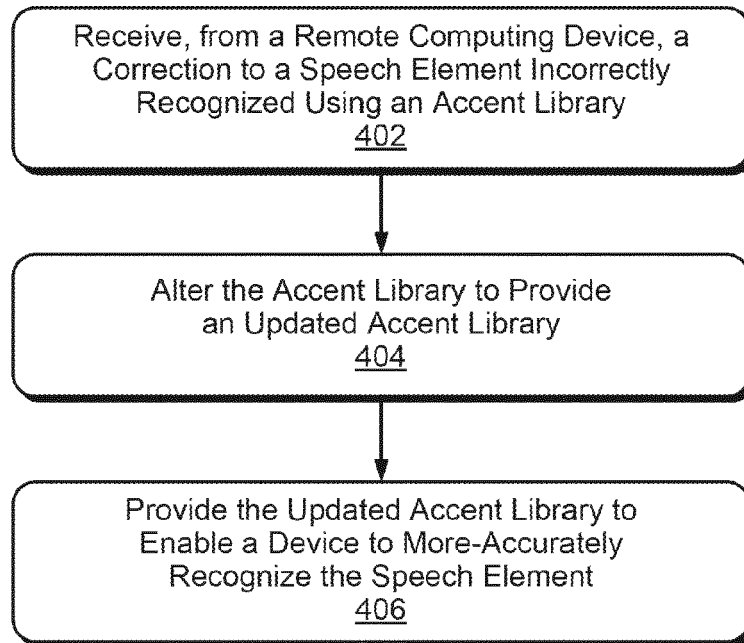 Receive, from a Remote Computing Device, a
Correction to a Speech Element Incorrectly
Recognized Using an Accent Library
402
Alter the Accent Library to Provide
an Updated Accent Library
404
Provide the Updated Accent Library to
Enable a Device to More-Accurately
Recognize the Speech Element
406